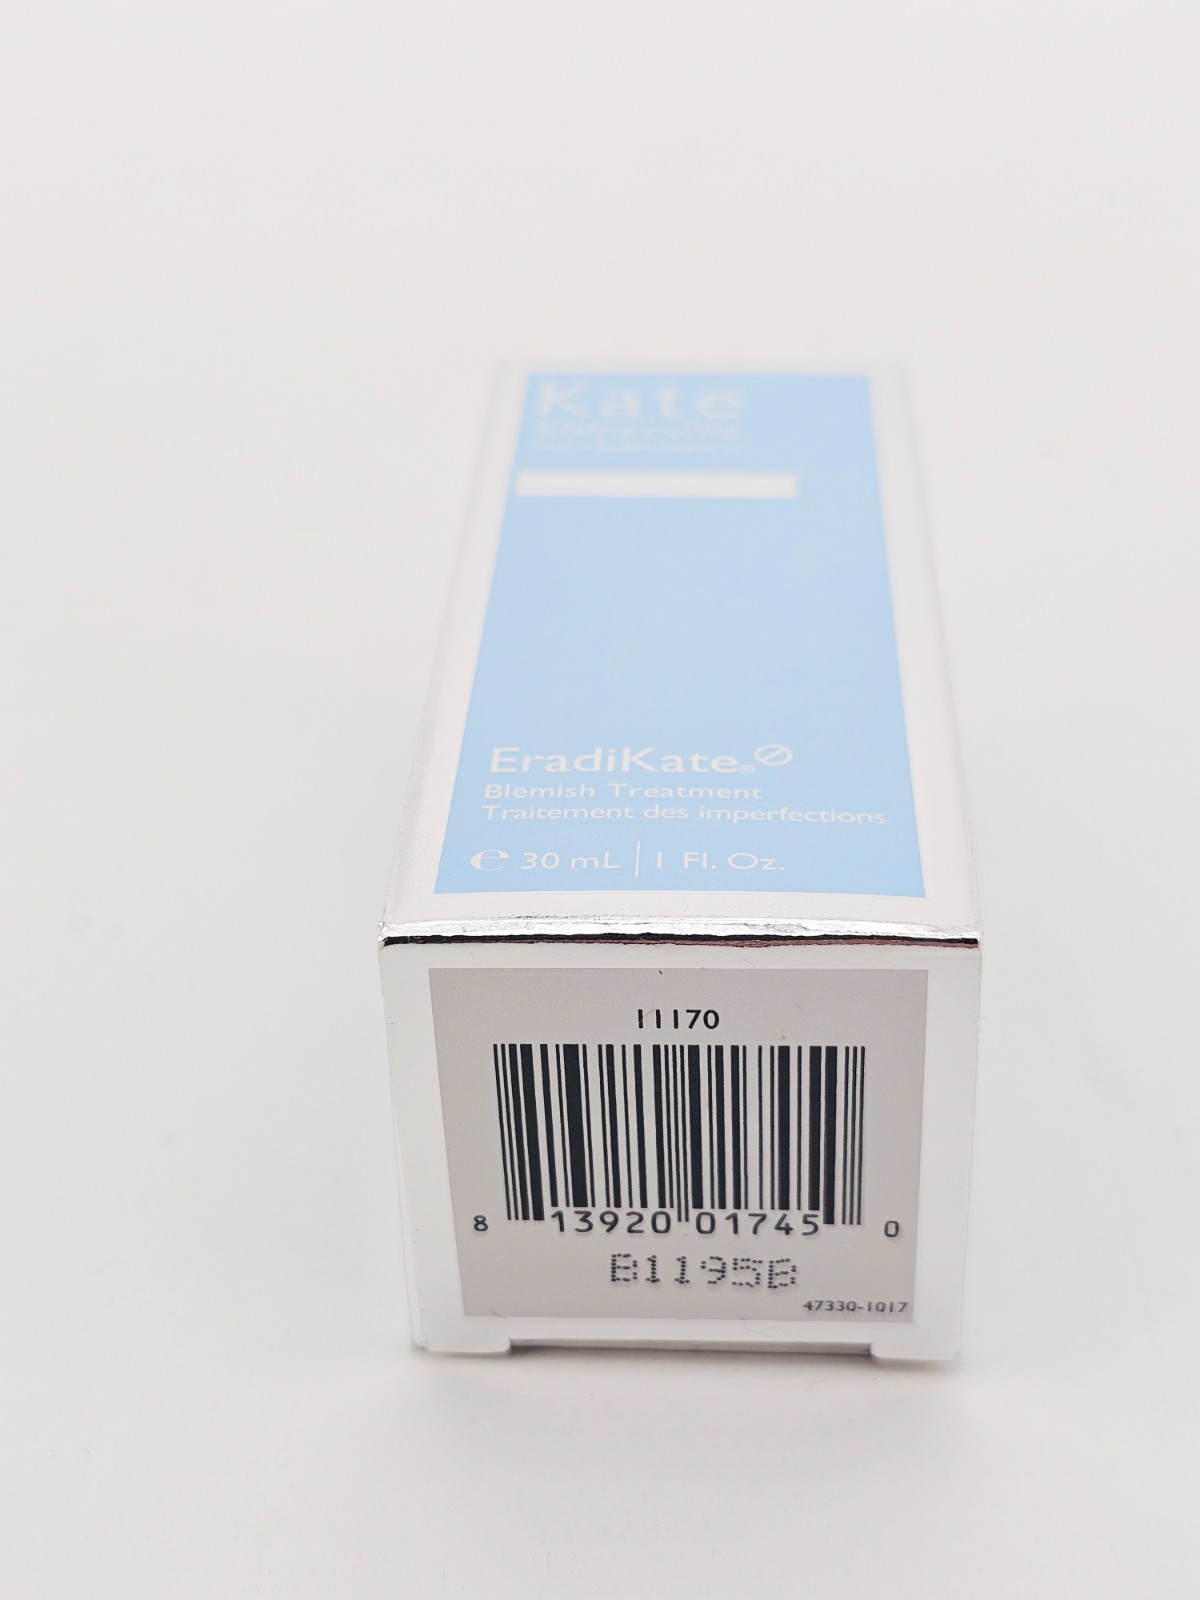 Kate
Somerville
EradiKate®
Blemish Treatment
Traitement des imperfections
℮ 30 mL | 1 Fl. Oz.
11170
8 13920 01745 0
B1195B
47330-1017